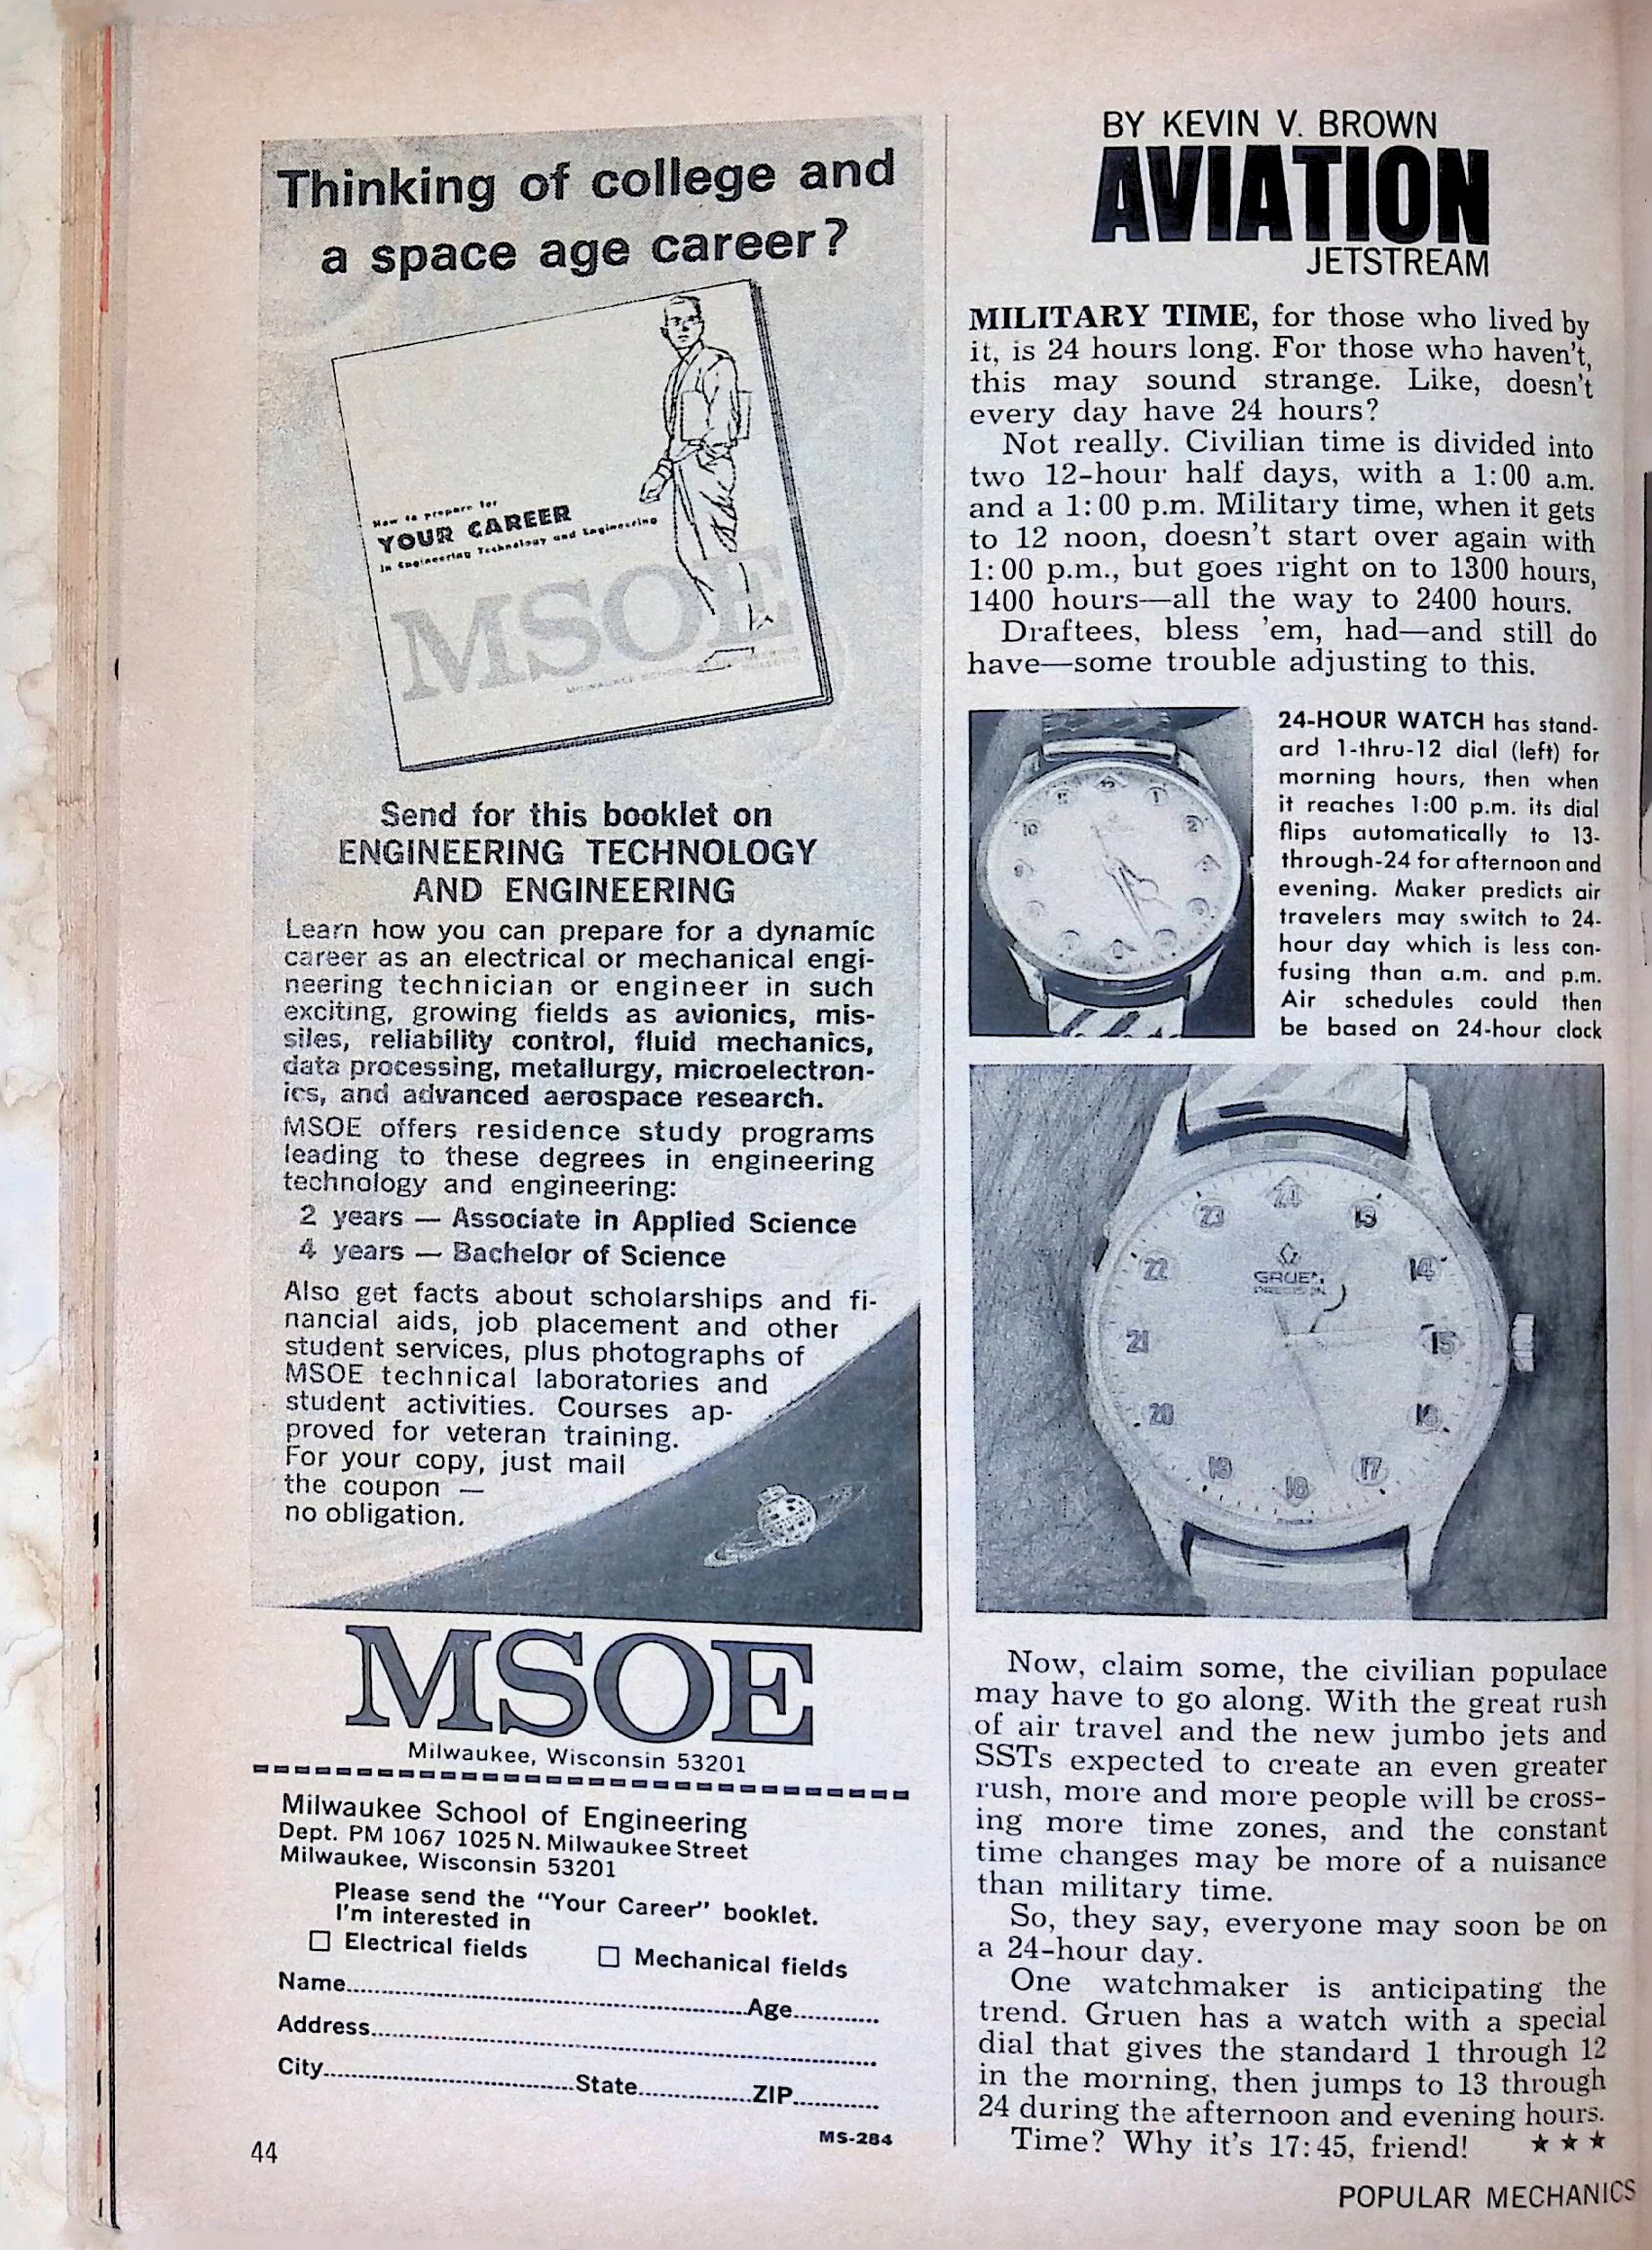 Thinking of college and
a space age career?
How to prepare for
YOUR CAREER
in Engineering Technology and Engineering
MSOE
Send for this booklet on
ENGINEERING TECHNOLOGY
AND ENGINEERING
Learn how you can prepare for a dynamic
career as an electrical or mechanical engi-
neering technician or engineer in such
exciting, growing fields as avionics, mis-
siles, reliability control, fluid mechanics,
data processing, metallurgy, microelectron-
ics, and advanced aerospace research.
MSOE offers residence study programs
leading to these degrees in engineering
technology and engineering:
2 years — Associate in Applied Science
4 years — Bachelor of Science
Also get facts about scholarships and fi-
nancial aids, job placement and other
student services, plus photographs of
MSOE technical laboratories and
student activities. Courses ap-
proved for veteran training.
For your copy, just mail
the coupon —
no obligation.
MSOE
Milwaukee, Wisconsin 53201
Milwaukee School of Engineering
Dept. PM 1067 1025 N. Milwaukee Street
Milwaukee, Wisconsin 53201
Please send the "Your Career" booklet.
I'm interested in
☐ Electrical fields ☐ Mechanical fields
Name Age
Address
City State ZIP
MS-284
44
BY KEVIN V. BROWN
AVIATION
JETSTREAM
MILITARY TIME, for those who lived by
it, is 24 hours long. For those who haven't,
this may sound strange. Like, doesn't
every day have 24 hours?
Not really. Civilian time is divided into
two 12-hour half days, with a 1:00 a.m.
and a 1:00 p.m. Military time, when it gets
to 12 noon, doesn't start over again with
1:00 p.m., but goes right on to 1300 hours,
1400 hours—all the way to 2400 hours.
Draftees, bless 'em, had—and still do
have—some trouble adjusting to this.
10
2
24-HOUR WATCH has stand-
ard 1-thru-12 dial (left) for
morning hours, then when
it reaches 1:00 p.m. its dial
flips automatically to 13-
through-24 for afternoon and
evening. Maker predicts air
travelers may switch to 24-
hour day which is less con-
fusing than a.m. and p.m.
Air schedules could then
be based on 24-hour clock
24
23 13
22 14
GRUEN
PRECISION
21 15
20 16
19 17
18
Now, claim some, the civilian populace
may have to go along. With the great rush
of air travel and the new jumbo jets and
SSTs expected to create an even greater
rush, more and more people will be cross-
ing more time zones, and the constant
time changes may be more of a nuisance
than military time.
So, they say, everyone may soon be on
a 24-hour day.
One watchmaker is anticipating the
trend. Gruen has a watch with a special
dial that gives the standard 1 through 12
in the morning, then jumps to 13 through
24 during the afternoon and evening hours.
Time? Why it's 17:45, friend! ★ ★ ★
POPULAR MECHANICS